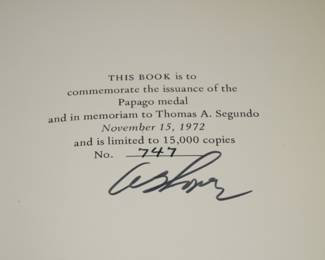 THIS BOOK is to
commemorate the issuance of the
Papago medal
and in memoriam to Thomas A. Segundo
November 15, 1972
and is limited to 15,000 copies
No. 747